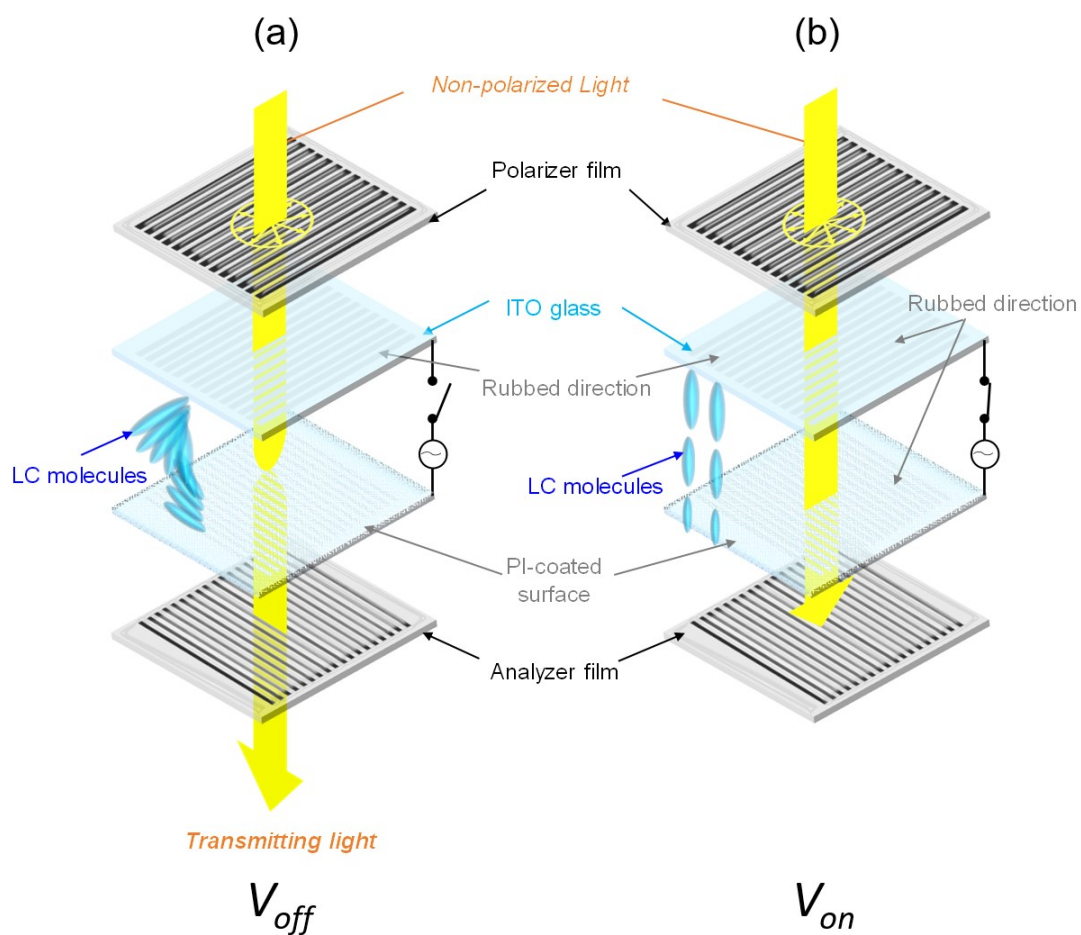 (a)
(b)
Non-polarized Light
Polarizer film
ITO glass
Rubbed direction
Rubbed direction
LC molecules
LC molecules
PI-coated
surface
Analyzer film
Transmitting light
Voff
Von